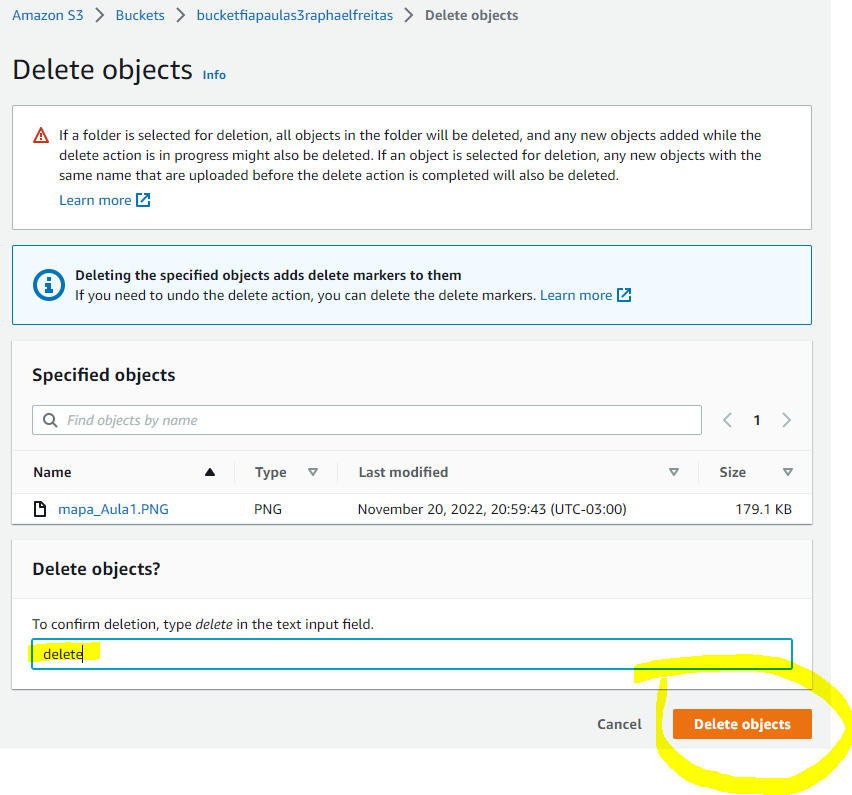 Amazon S3 > Buckets > bucketfiapaulas3raphaelfreitas > Delete objects
Delete objects Info
If a folder is selected for deletion, all objects in the folder will be deleted, and any new objects added while the
delete action is in progress might also be deleted. If an object is selected for deletion, any new objects with the
same name that are uploaded before the delete action is completed will also be deleted.
Learn more
Deleting the specified objects adds delete markers to them
If you need to undo the delete action, you can delete the delete markers. Learn more
Specified objects
Find objects by name
1
Name Type Last modified Size
mapa_Aula1.PNG PNG November 20, 2022, 20:59:43 (UTC-03:00) 179.1 KB
Delete objects?
To confirm deletion, type delete in the text input field.
delete
Cancel Delete objects